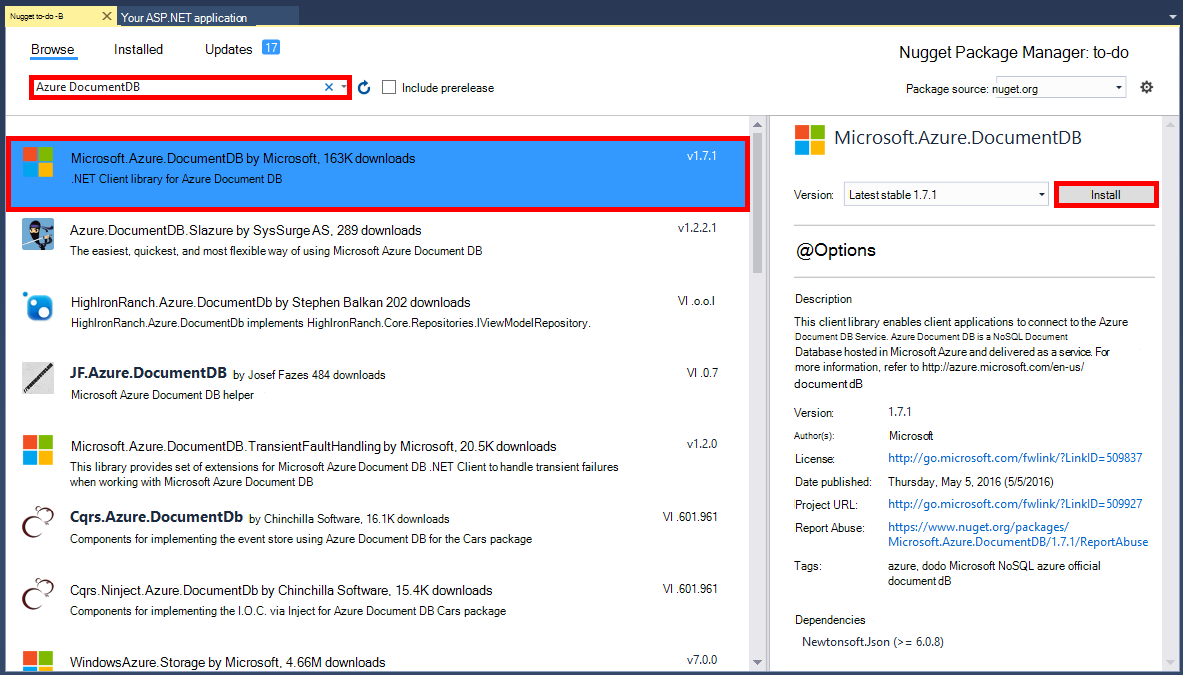 Nugget to-do -B
Your ASP.NET application
Browse Installed Updates 17
Nugget Package Manager: to-do
Azure DocumentDB
Include prerelease
Package source: nuget.org
Microsoft.Azure.DocumentDB by Microsoft, 163K downloads v1.7.1
.NET Client library for Azure Document DB
Azure.DocumentDB.Slazure by SysSurge AS, 289 downloads v1.2.2.1
The easiest, quickest, and most flexible way of using Microsoft Azure Document DB
HighIronRanch.Azure.DocumentDb by Stephen Balkan 202 downloads VI .o.o.l
HighIronRanch.Azure.DocumentDb implements HighIronRanch.Core.Repositories.IViewModelRepository.
JF.Azure.DocumentDB by Josef Fazes 484 downloads VI .0.7
Microsoft Azure Document DB helper
Microsoft.Azure.DocumentDB.TransientFaultHandling by Microsoft, 20.5K downloads v1.2.0
This library provides set of extensions for Microsoft Azure Document DB .NET Client to handle transient failures
when working with Microsoft Azure Document DB
Cqrs.Azure.DocumentDb by Chinchilla Software, 16.1K downloads VI .601.961
Components for implementing the event store using Azure Document DB for the Cars package
Cqrs.Ninject.Azure.DocumentDb by Chinchilla Software, 15.4K downloads VI .601.961
Components for implementing the I.O.C. via Inject for Azure Document DB Cars package
WindowsAzure.Storage by Microsoft, 4.66M downloads v7.0.0
Microsoft.Azure.DocumentDB
Version: Latest stable 1.7.1 Install
@Options
Description
This client library enables client applications to connect to the Azure
Document DB Service. Azure Document DB is a NoSQL Document
Database hosted in Microsoft Azure and delivered as a service. For
more information, refer to http://azure.microsoft.com/en-us/
document dB
Version: 1.7.1
Author(s): Microsoft
License: http://go.microsoft.com/fwlink/?LinkID=509837
Date published: Thursday, May 5, 2016 (5/5/2016)
Project URL: http://go.microsoft.com/fwlink/?LinkID=509927
Report Abuse: https://www.nuget.org/packages/
Microsoft.Azure.DocumentDB/1.7.1/ReportAbuse
Tags: azure, dodo Microsoft NoSQL azure official
document dB
Dependencies
Newtonsoft.Json (>= 6.0.8)